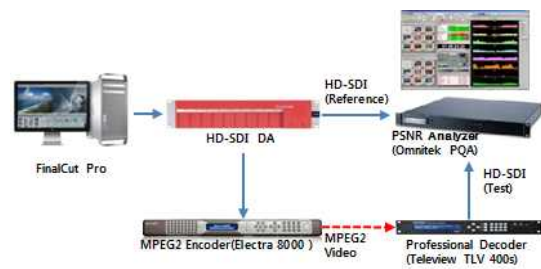 HD-SDI
(Reference)
FinalCut Pro
HD-SDI DA
PSNR Analyzer
(Omnitek PQA)
HD-SDI
(Test)
MPEG2 Encoder(Electra 8000 )
MPEG2
Video
Professional Decoder
(Teleview TLV 400s)